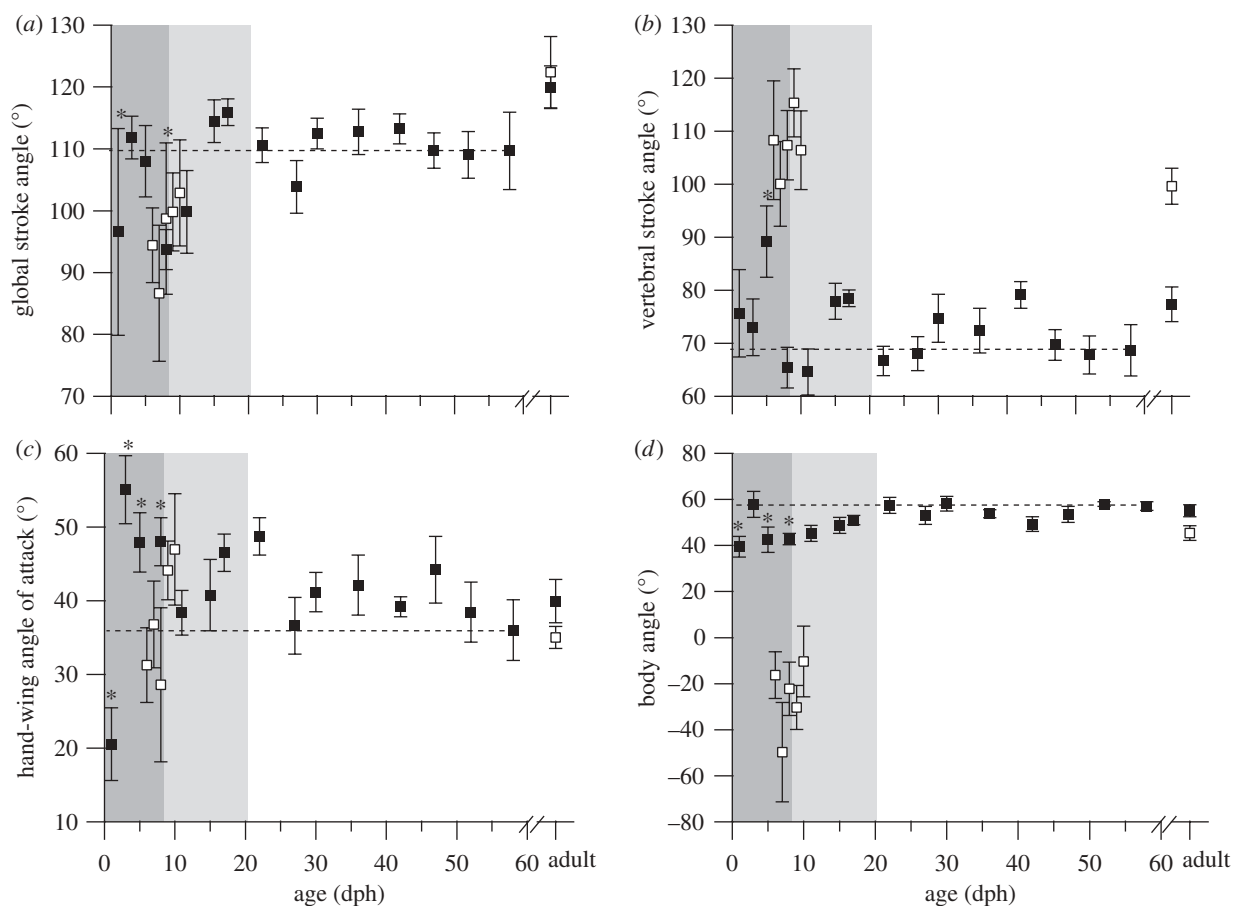 (a)
130
120
110
100
90
80
70
global stroke angle (°)
* *
(b)
130
120
110
100
90
80
70
60
vertebral stroke angle (°)
*
(c)
60
50
40
30
20
10
hand-wing angle of attack (°)
* * * *
0 10 20 30 40 50 60 adult
age (dph)
(d)
80
60
40
20
0
–20
–40
–60
–80
body angle (°)
* * *
0 10 20 30 40 50 60 adult
age (dph)